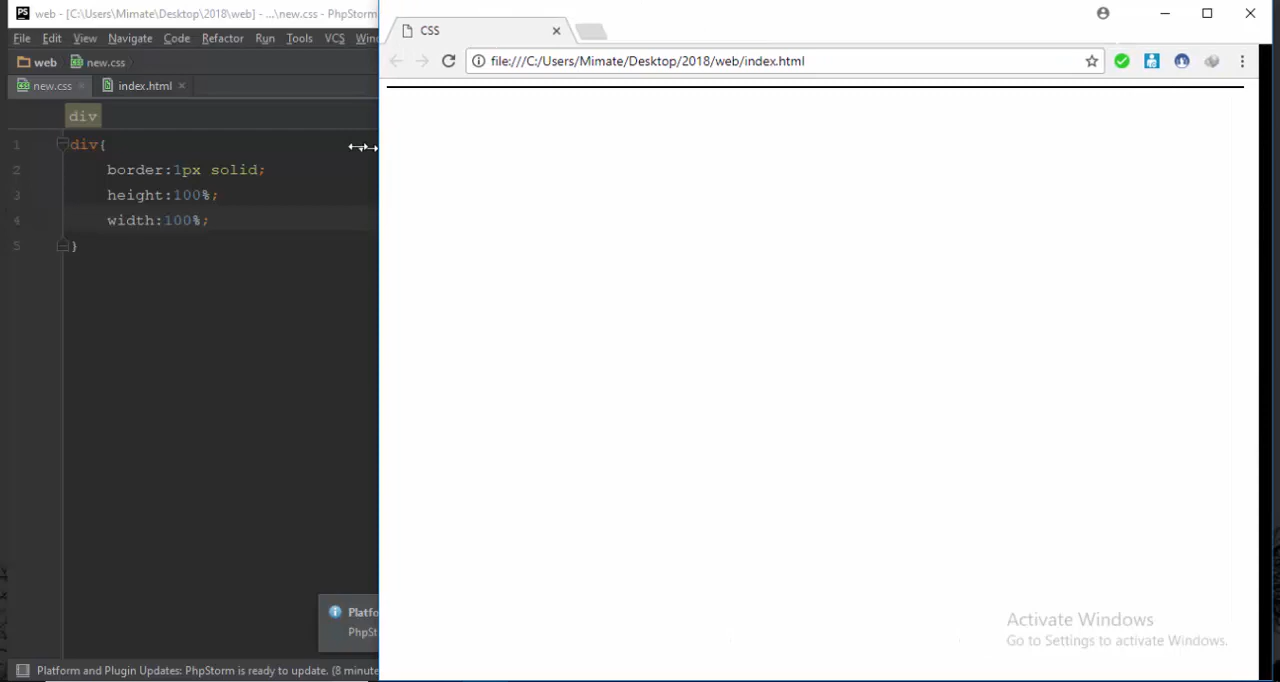 PS web - [C:\Users\Mimate\Desktop\2018\web] - ...\new.css - PhpStorm
File Edit View Navigate Code Refactor Run Tools VCS
web new.css
new.css index.html
div
1 div{
2 border:1px solid;
3 height:100%;
4 width:100%;
5 }
Platfo
PhpSt
Platform and Plugin Updates: PhpStorm is ready to update. (8 minute
CSS
file:///C:/Users/Mimate/Desktop/2018/web/index.html
Activate Windows
Go to Settings to activate Windows.